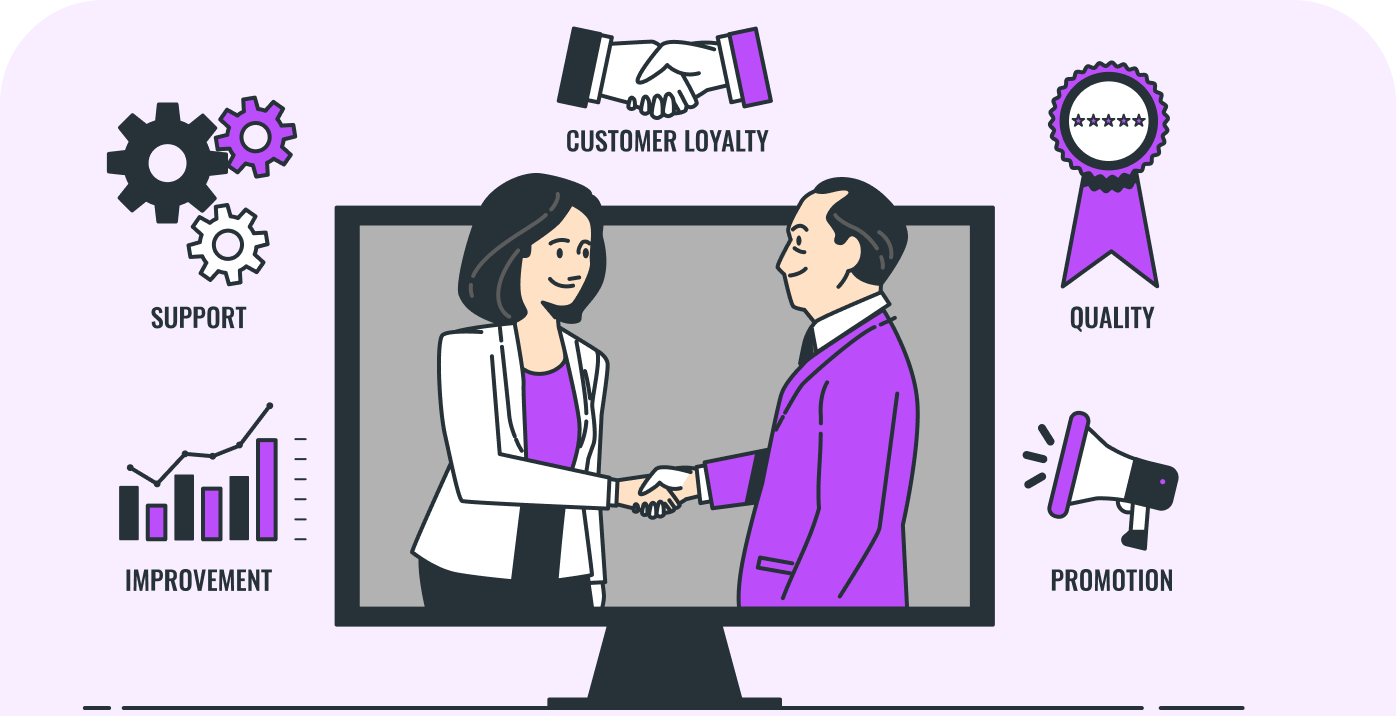 CUSTOMER LOYALTY
SUPPORT
QUALITY
IMPROVEMENT
PROMOTION